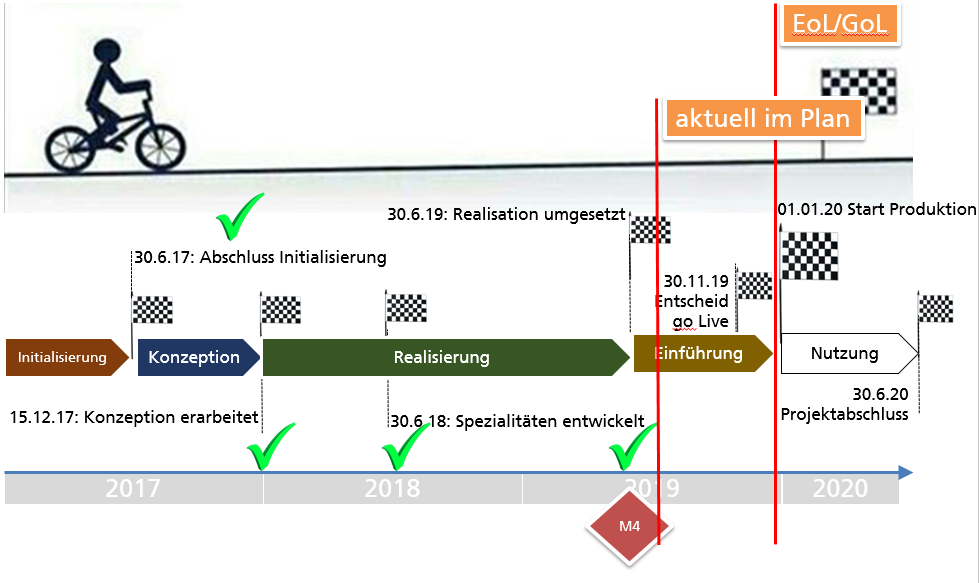 EoL/GoL
aktuell im Plan
30.6.19: Realisation umgesetzt
01.01.20 Start Produktion
30.6.17: Abschluss Initialisierung
30.11.19
Entscheid
go Live
Initialisierung
Konzeption
Realisierung
Einführung
Nutzung
15.12.17: Konzeption erarbeitet
30.6.18: Spezialitäten entwickelt
30.6.20
Projektabschluss
2017
2018
2019
2020
M4